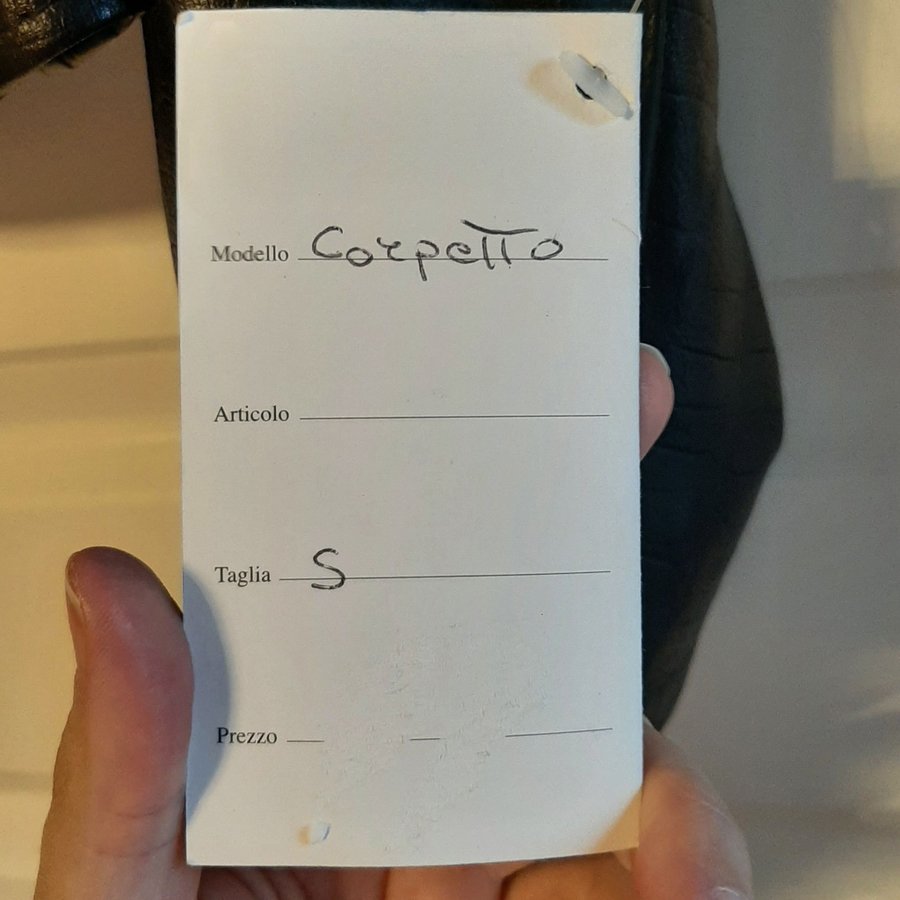 Modello Corpetto
Articolo
Taglia S
Prezzo